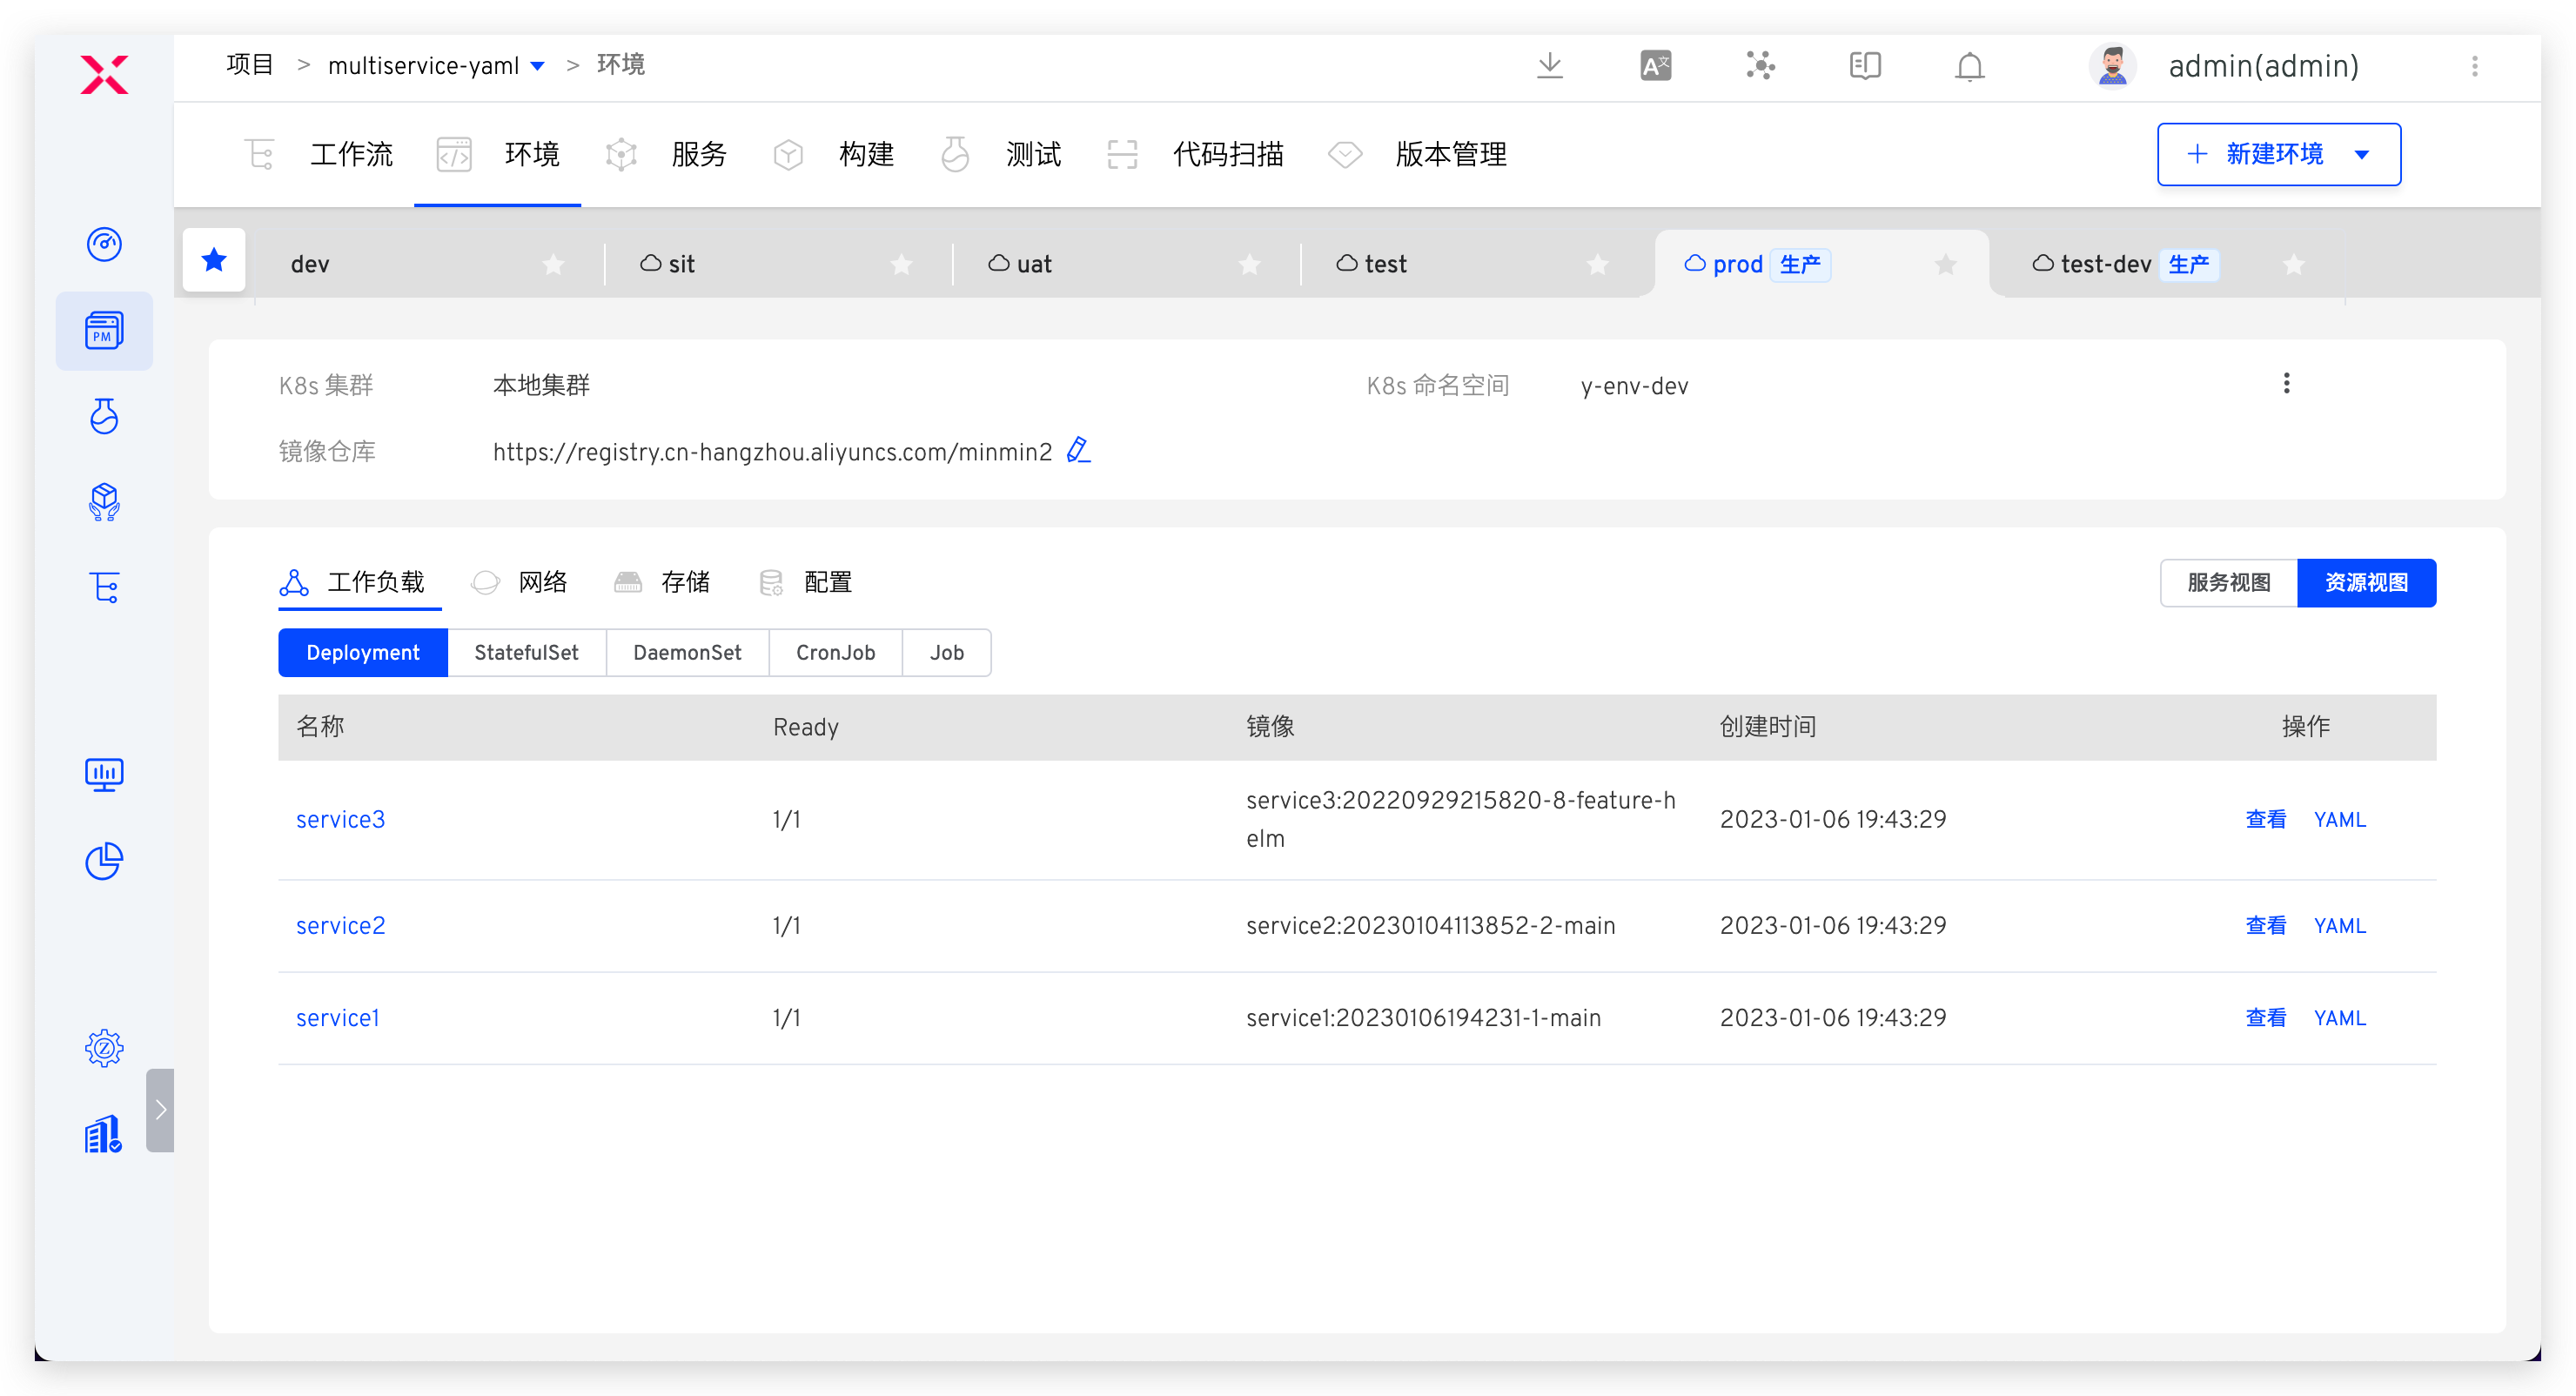 项目 > multiservice-yaml > 环境
admin(admin)
工作流 环境 服务 构建 测试 代码扫描 版本管理
+ 新建环境
dev sit uat test prod 生产 test-dev 生产
PM
K8s 集群 本地集群 K8s 命名空间 y-env-dev
镜像仓库 https://registry.cn-hangzhou.aliyuncs.com/minmin2
工作负载 网络 存储 配置 服务视图 资源视图
Deployment StatefulSet DaemonSet CronJob Job
名称 Ready 镜像 创建时间 操作
service3 1/1 service3:20220929215820-8-feature-h
elm 2023-01-06 19:43:29 查看 YAML
service2 1/1 service2:20230104113852-2-main 2023-01-06 19:43:29 查看 YAML
service1 1/1 service1:20230106194231-1-main 2023-01-06 19:43:29 查看 YAML